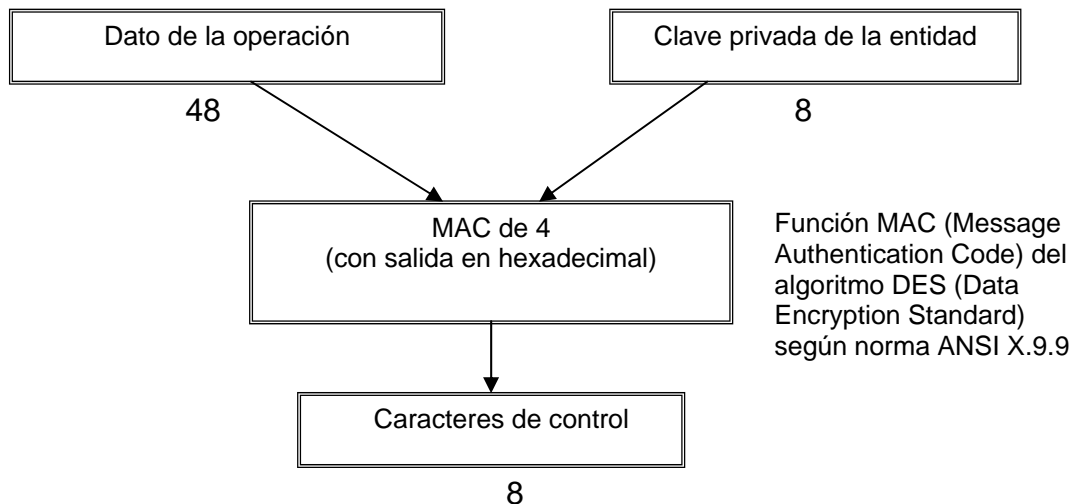 Dato de la operación
Clave privada de la entidad
48
8
MAC de 4
(con salida en hexadecimal)
Función MAC (Message
Authentication Code) del
algoritmo DES (Data
Encryption Standard)
según norma ANSI X.9.9
Caracteres de control
8